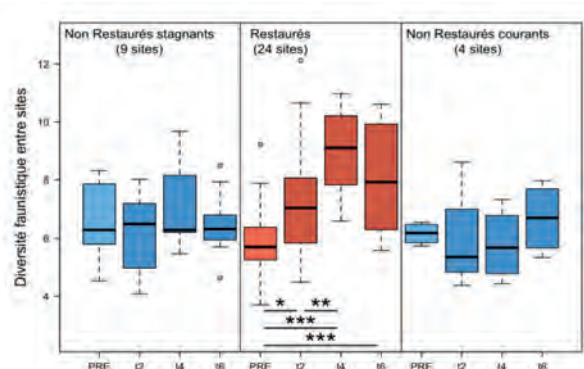 Non Restaurés stagnants
(9 sites)
Restaurés
(24 sites)
Non Restaurés courants
(4 sites)
Diversité faunistique entre sites
12
10
8
6
4
*
**
***
***
PRE t2 t4 t6 PRE t2 t4 t6 PRE t2 t4 t6